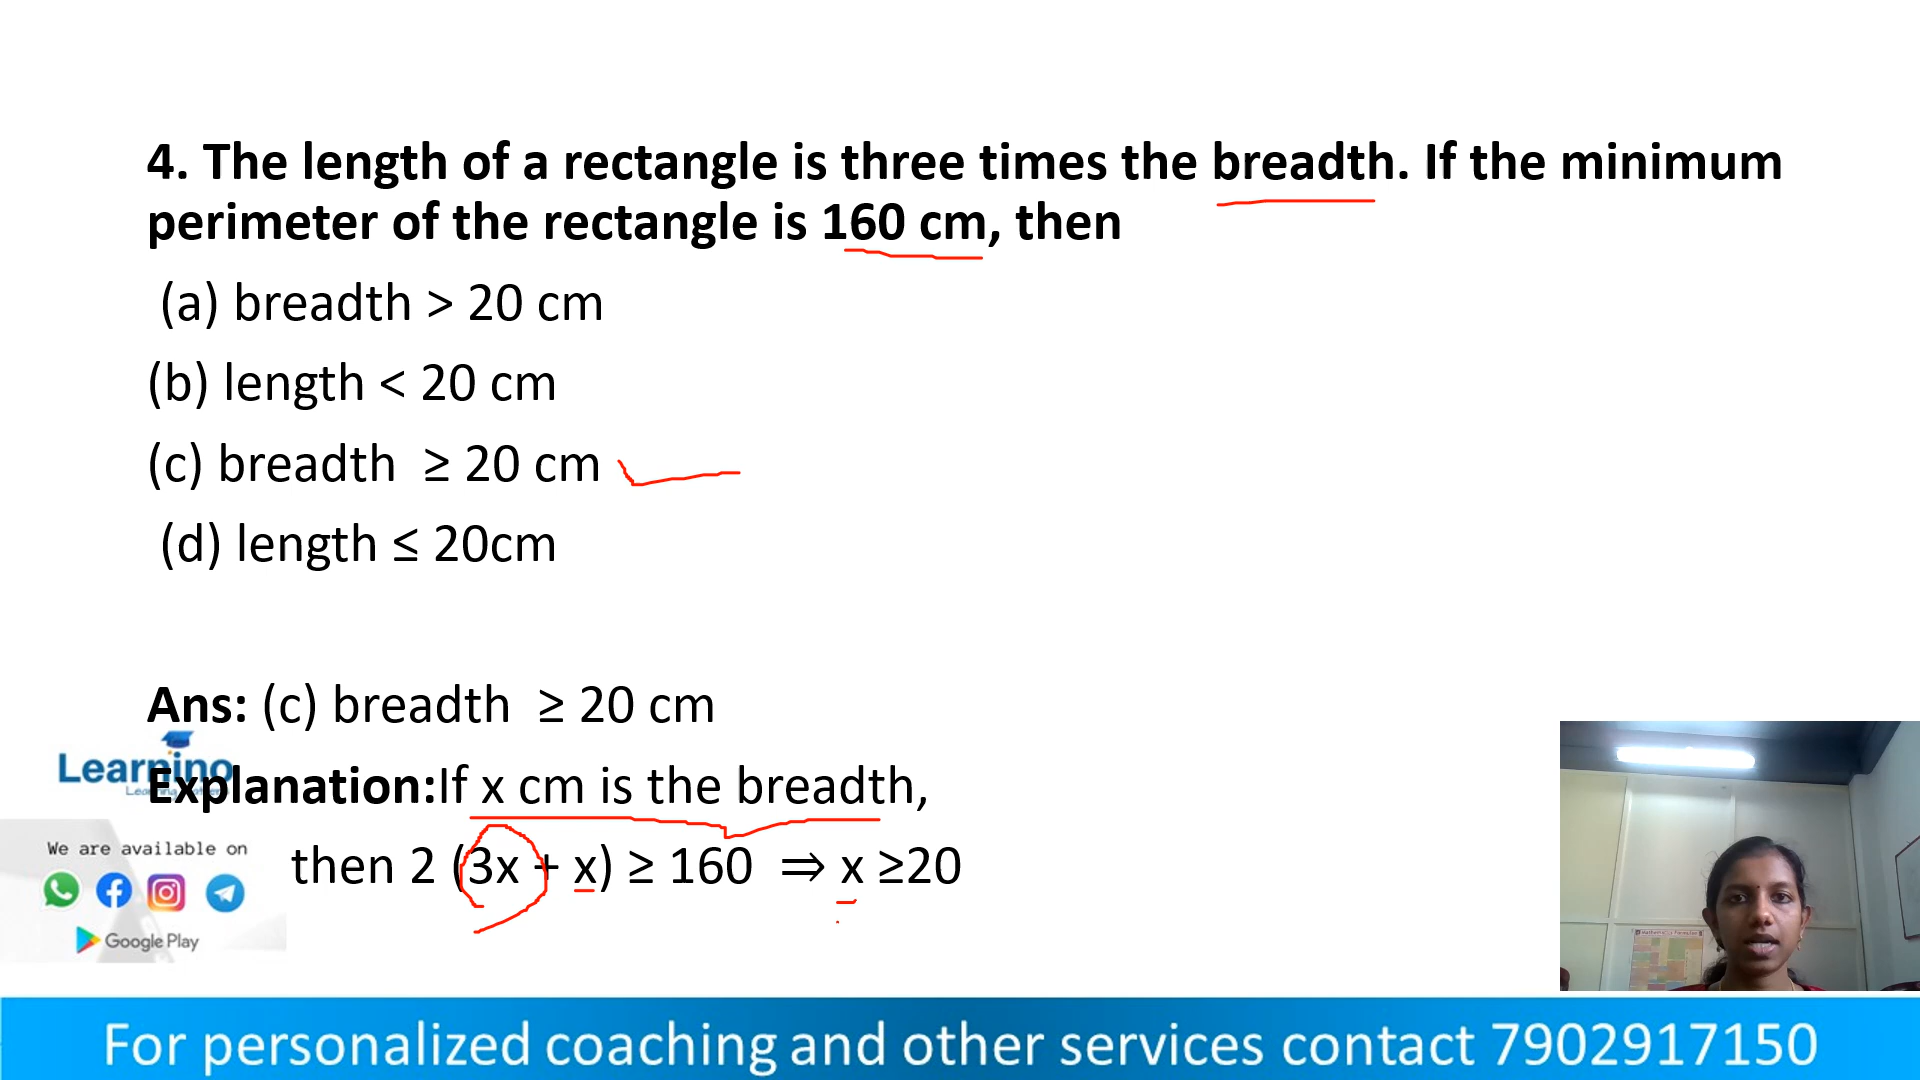 4. The length of a rectangle is three times the breadth. If the minimum
perimeter of the rectangle is 160 cm, then
(a) breadth > 20 cm
(b) length < 20 cm
(c) breadth ≥ 20 cm
(d) length ≤ 20cm
Ans: (c) breadth ≥ 20 cm
Learnino
Explanation:If x cm is the breadth,
then 2 (3x + x) ≥ 160 ⇒ x ≥20
We are available on
Google Play
For personalized coaching and other services contact 7902917150